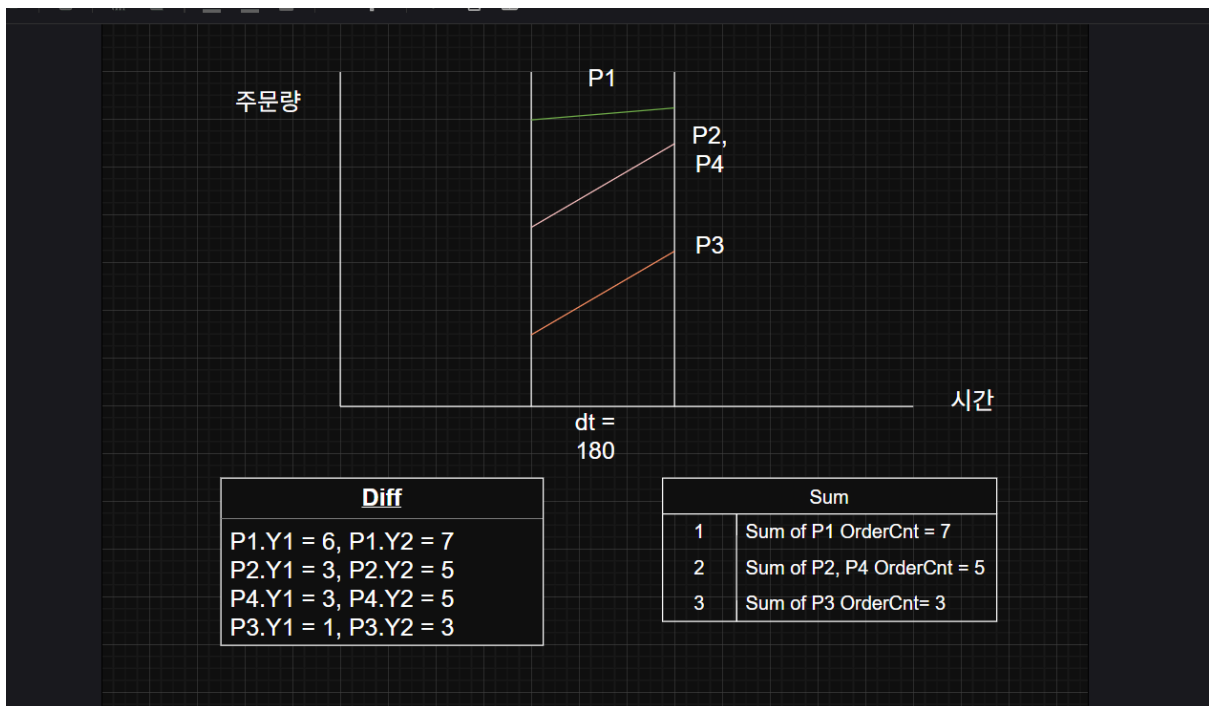 주문량
P1
P2,
P4
P3
시간
dt =
180
Diff
P1.Y1 = 6, P1.Y2 = 7
P2.Y1 = 3, P2.Y2 = 5
P4.Y1 = 3, P4.Y2 = 5
P3.Y1 = 1, P3.Y2 = 3
Sum
1 Sum of P1 OrderCnt = 7
2 Sum of P2, P4 OrderCnt = 5
3 Sum of P3 OrderCnt= 3